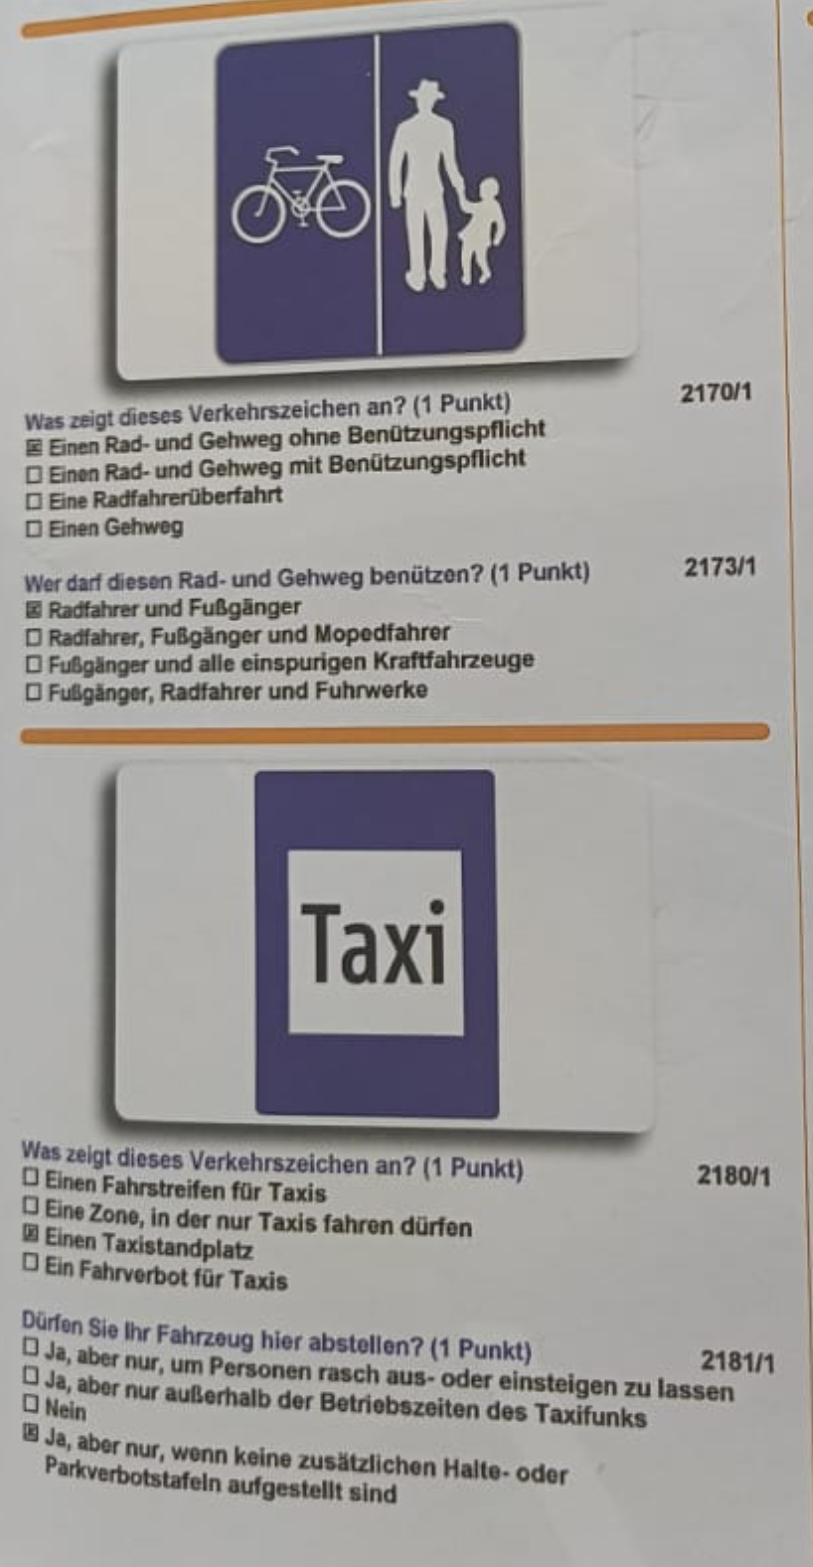 Was zeigt dieses Verkehrszeichen an? (1 Punkt) 2170/1
☒ Einen Rad- und Gehweg ohne Benützungspflicht
☐ Einen Rad- und Gehweg mit Benützungspflicht
☐ Eine Radfahrerüberfahrt
☐ Einen Gehweg
Wer darf diesen Rad- und Gehweg benützen? (1 Punkt) 2173/1
☒ Radfahrer und Fußgänger
☐ Radfahrer, Fußgänger und Mopedfahrer
☐ Fußgänger und alle einspurigen Kraftfahrzeuge
☐ Fußgänger, Radfahrer und Fuhrwerke
Taxi
Was zeigt dieses Verkehrszeichen an? (1 Punkt) 2180/1
☐ Einen Fahrstreifen für Taxis
☐ Eine Zone, in der nur Taxis fahren dürfen
☒ Einen Taxistandplatz
☐ Ein Fahrverbot für Taxis
Dürfen Sie Ihr Fahrzeug hier abstellen? (1 Punkt) 2181/1
☐ Ja, aber nur, um Personen rasch aus- oder einsteigen zu lassen
☐ Ja, aber nur außerhalb der Betriebszeiten des Taxifunks
☐ Nein
☒ Ja, aber nur, wenn keine zusätzlichen Halte- oder
Parkverbotstafeln aufgestellt sind